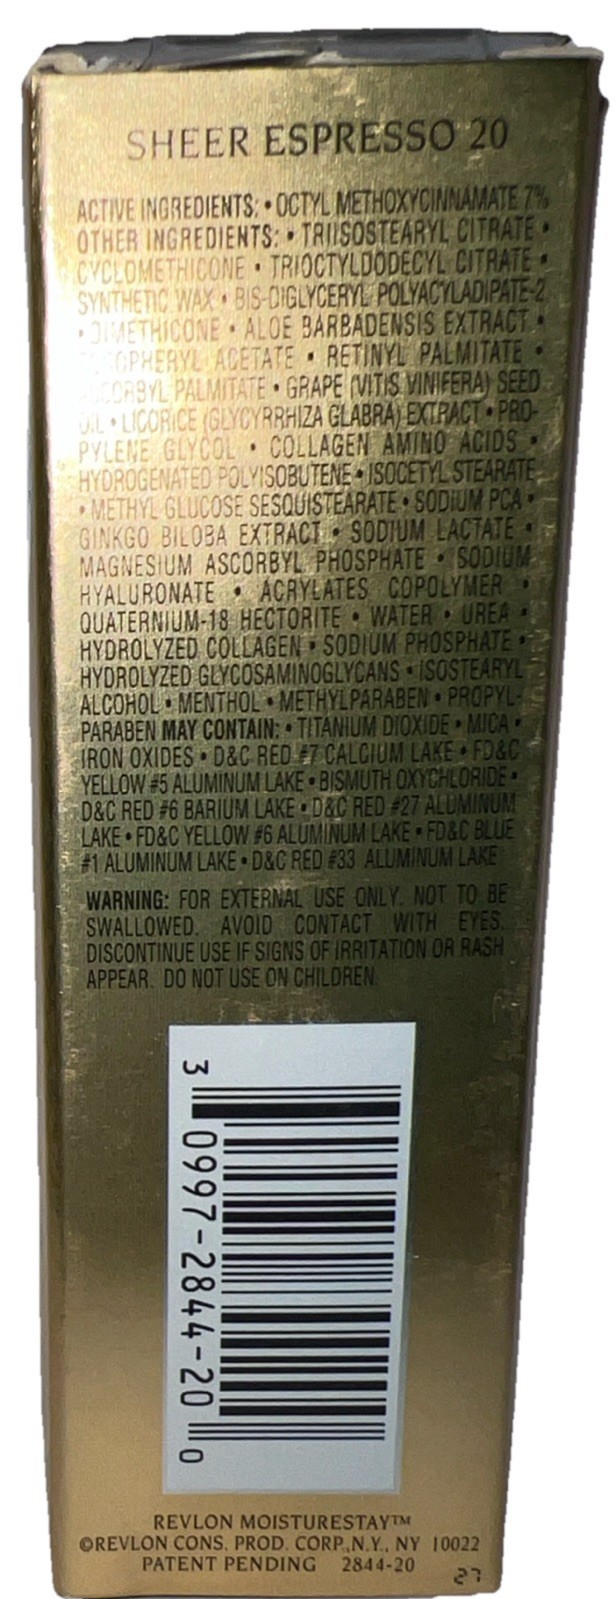 SHEER ESPRESSO 20
ACTIVE INGREDIENTS: • OCTYL METHOXYCINNAMATE 7%
OTHER INGREDIENTS: • TRIISOSTEARYL CITRATE •
CYCLOMETHICONE • TRIOCTYLDODECYL CITRATE •
SYNTHETIC WAX • BIS-DIGLYCERYL POLYACYLADIPATE-2
• DIMETHICONE • ALOE BARBADENSIS EXTRACT •
TOCOPHERYL ACETATE • RETINYL PALMITATE •
ASCORBYL PALMITATE • GRAPE (VITIS VINIFERA) SEED
OIL • LICORICE (GLYCYRRHIZA GLABRA) EXTRACT • PRO-
PYLENE GLYCOL • COLLAGEN AMINO ACIDS •
HYDROGENATED POLYISOBUTENE • ISOCETYL STEARATE
• METHYL GLUCOSE SESQUISTEARATE • SODIUM PCA •
GINKGO BILOBA EXTRACT • SODIUM LACTATE •
MAGNESIUM ASCORBYL PHOSPHATE • SODIUM
HYALURONATE • ACRYLATES COPOLYMER •
QUATERNIUM-18 HECTORITE • WATER • UREA •
HYDROLYZED COLLAGEN • SODIUM PHOSPHATE •
HYDROLYZED GLYCOSAMINOGLYCANS • ISOSTEARYL
ALCOHOL • MENTHOL • METHYLPARABEN • PROPYL-
PARABEN MAY CONTAIN: • TITANIUM DIOXIDE • MICA •
IRON OXIDES • D&C RED #7 CALCIUM LAKE • FD&C
YELLOW #5 ALUMINUM LAKE • BISMUTH OXYCHLORIDE •
D&C RED #6 BARIUM LAKE • D&C RED #27 ALUMINUM
LAKE • FD&C YELLOW #6 ALUMINUM LAKE • FD&C BLUE
#1 ALUMINUM LAKE • D&C RED #33 ALUMINUM LAKE
WARNING: FOR EXTERNAL USE ONLY. NOT TO BE
SWALLOWED. AVOID CONTACT WITH EYES.
DISCONTINUE USE IF SIGNS OF IRRITATION OR RASH
APPEAR. DO NOT USE ON CHILDREN.
3 0997-2844-20 0
REVLON MOISTURESTAY™
©REVLON CONS. PROD. CORP.,N.Y., NY 10022
PATENT PENDING 2844-20
27